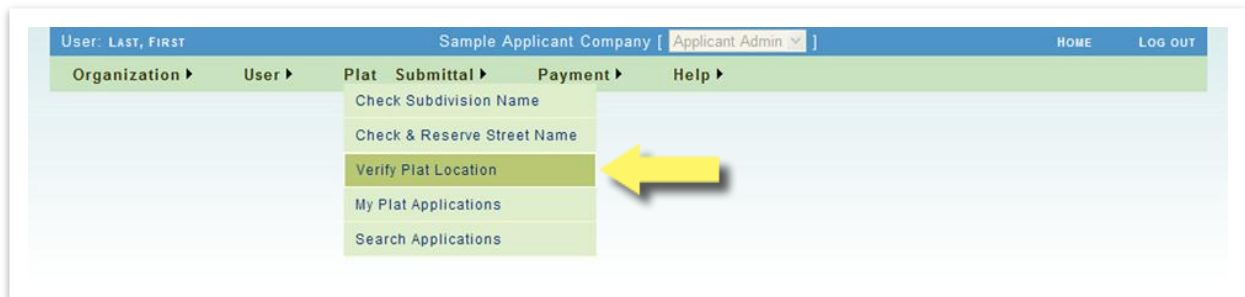 User: LAST, FIRST Sample Applicant Company [ Applicant Admin ] HOME LOG OUT
Organization User Plat Submittal Payment Help
Check Subdivision Name
Check & Reserve Street Name
Verify Plat Location
My Plat Applications
Search Applications